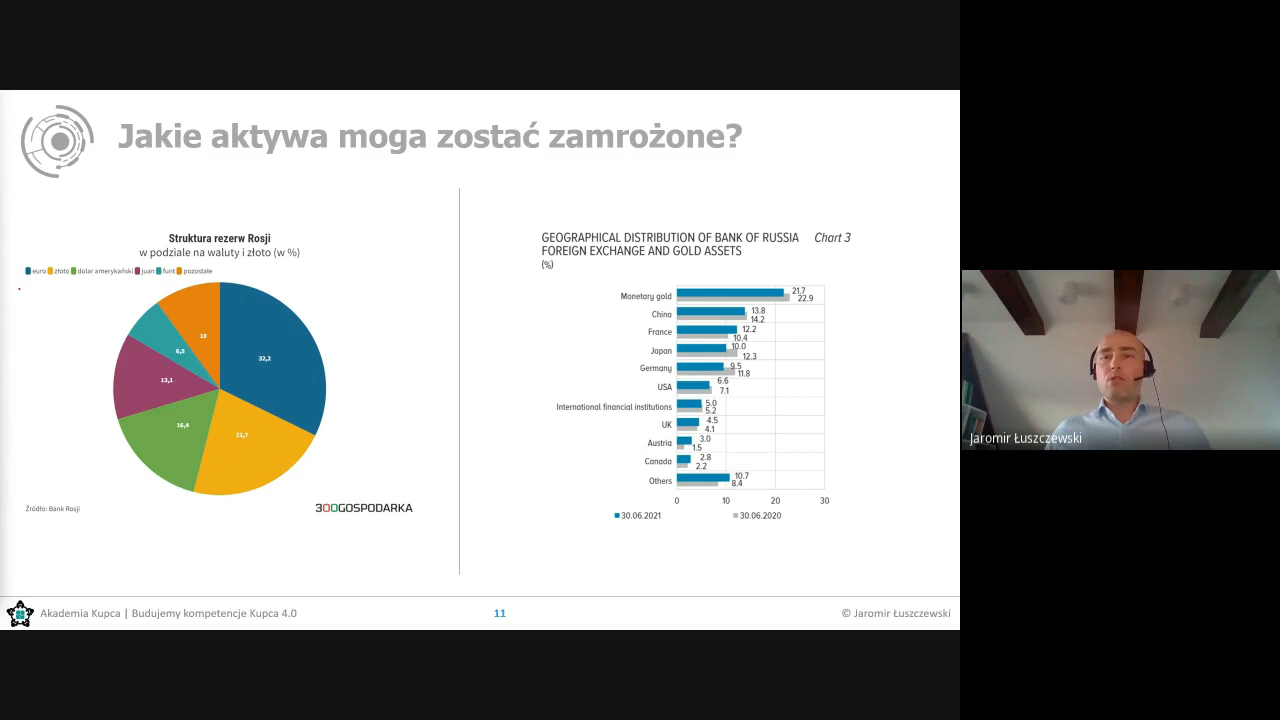 Jakie aktywa moga zostać zamrożone?
Struktura rezerw Rosji
w podziale na waluty i złoto (w %)
euro złoto dolar amerykański juan funt pozostałe
32,2
21,7
16,4
13,1
6,5
10
Źródło: Bank Rosji
300GOSPODARKA
GEOGRAPHICAL DISTRIBUTION OF BANK OF RUSSIA Chart 3
FOREIGN EXCHANGE AND GOLD ASSETS
(%)
Monetary gold 21.7 22.9
China 13.8 14.2
France 12.2 10.4
Japan 10.0 12.3
Germany 9.5 11.8
USA 6.6 7.1
International financial institutions 5.0 5.2
UK 4.5 4.1
Austria 3.0 1.5
Canada 2.8 2.2
Others 10.7 8.4
0 10 20 30
30.06.2021 30.06.2020
Akademia Kupca | Budujemy kompetencje Kupca 4.0 11 © Jaromir Łuszczewski
Jaromir Łuszczewski